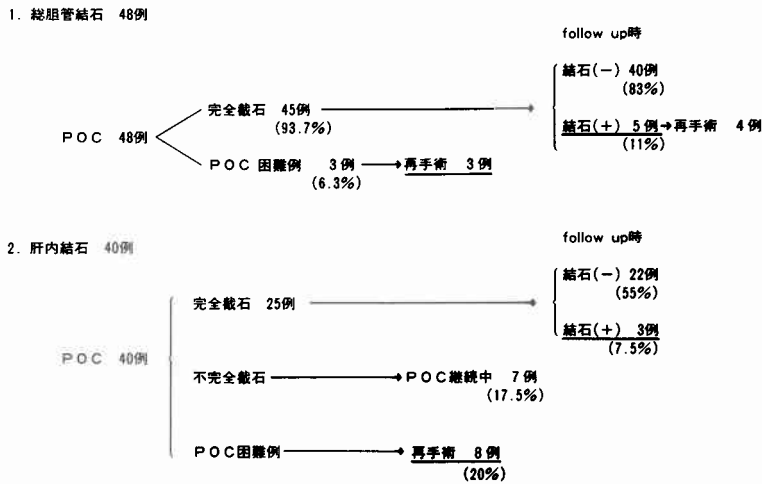 1. 総胆管結石 48例
follow up時
完全截石 45例
(93.7%)
結石(−) 40例
(83%)
POC 48例
結石(+) 5例→再手術 4例
(11%)
POC 困難例 3例→再手術 3例
(6.3%)
2. 肝内結石 40例
follow up時
完全截石 25例
結石(−) 22例
(55%)
結石(+) 3例
(7.5%)
POC 40例
不完全截石→POC継続中 7例
(17.5%)
POC困難例→再手術 8例
(20%)